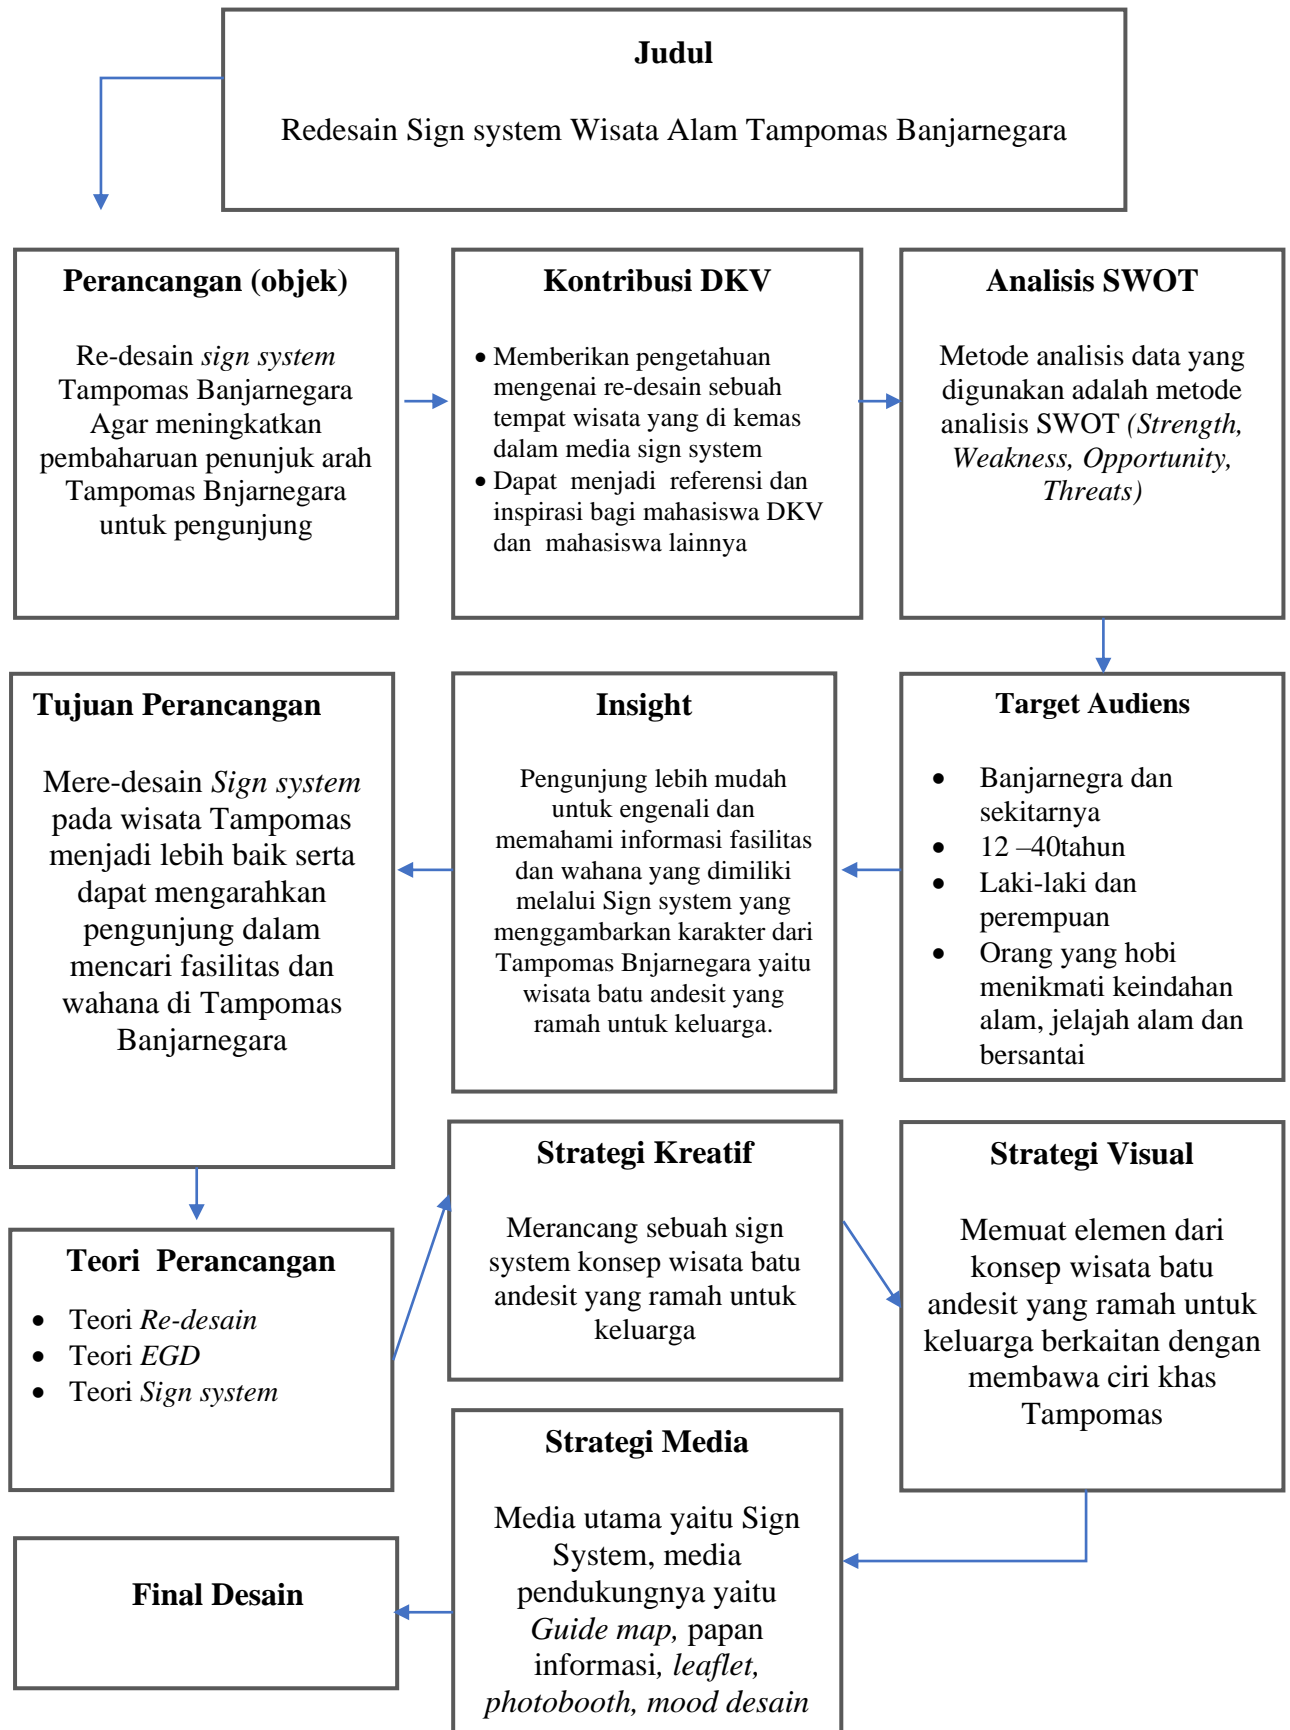 Judul
Redesain Sign system Wisata Alam Tampomas Banjarnegara
Perancangan (objek)
Re-desain sign system
Tampomas Banjarnegara
Agar meningkatkan
pembaharuan penunjuk arah
Tampomas Bnjarnegara
untuk pengunjung
Kontribusi DKV
• Memberikan pengetahuan
mengenai re-desain sebuah
tempat wisata yang di kemas
dalam media sign system
• Dapat menjadi referensi dan
inspirasi bagi mahasiswa DKV
dan mahasiswa lainnya
Analisis SWOT
Metode analisis data yang
digunakan adalah metode
analisis SWOT (Strength,
Weakness, Opportunity,
Threats)
Target Audiens
• Banjarnegra dan
sekitarnya
• 12 –40tahun
• Laki-laki dan
perempuan
• Orang yang hobi
menikmati keindahan
alam, jelajah alam dan
bersantai
Insight
Pengunjung lebih mudah
untuk engenali dan
memahami informasi fasilitas
dan wahana yang dimiliki
melalui Sign system yang
menggambarkan karakter dari
Tampomas Bnjarnegara yaitu
wisata batu andesit yang
ramah untuk keluarga.
Tujuan Perancangan
Mere-desain Sign system
pada wisata Tampomas
menjadi lebih baik serta
dapat mengarahkan
pengunjung dalam
mencari fasilitas dan
wahana di Tampomas
Banjarnegara
Teori Perancangan
• Teori Re-desain
• Teori EGD
• Teori Sign system
Strategi Kreatif
Merancang sebuah sign
system konsep wisata batu
andesit yang ramah untuk
keluarga
Strategi Visual
Memuat elemen dari
konsep wisata batu
andesit yang ramah untuk
keluarga berkaitan dengan
membawa ciri khas
Tampomas
Strategi Media
Media utama yaitu Sign
System, media
pendukungnya yaitu
Guide map, papan
informasi, leaflet,
photobooth, mood desain
Final Desain